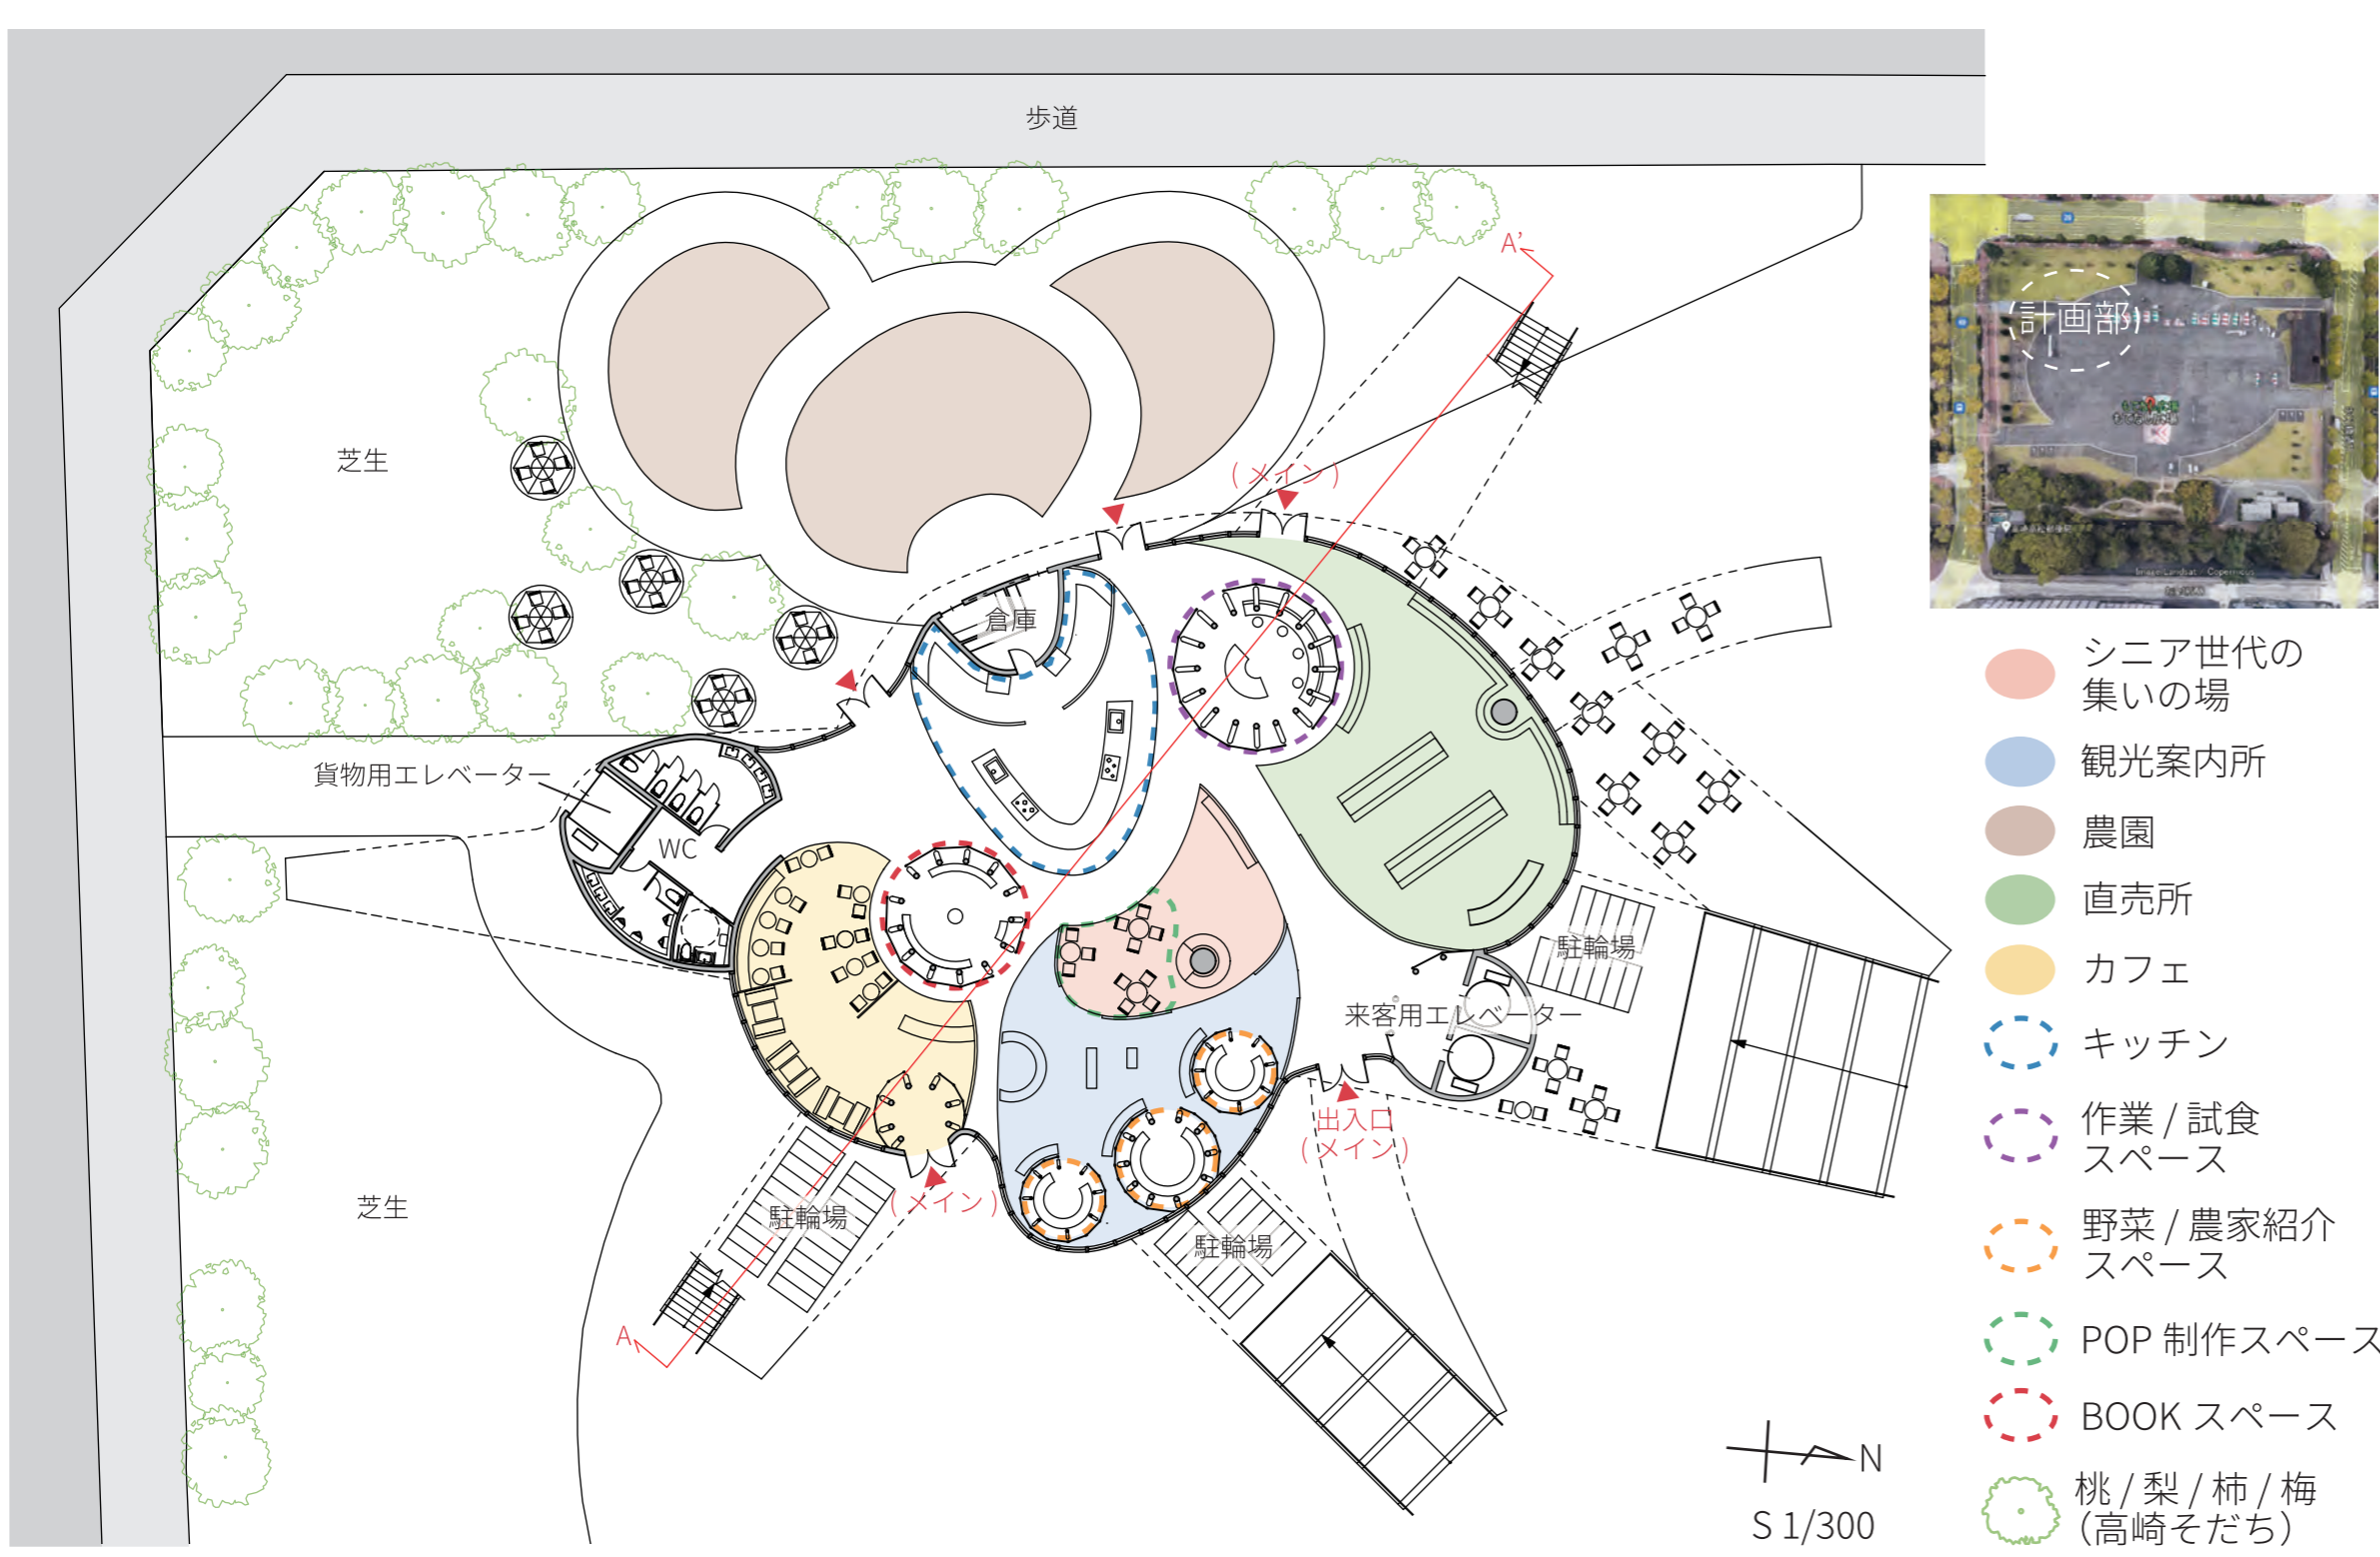 歩道
A’
計画部
芝生
(メイン)
倉庫
貨物用エレベーター
WC
駐輪場
来客用エレベーター
出入口
(メイン)
芝生
駐輪場
(メイン)
駐輪場
A
N
S 1/300
シニア世代の
集いの場
観光案内所
農園
直売所
カフェ
キッチン
作業 / 試食
スペース
野菜 / 農家紹介
スペース
POP 制作スペース
BOOK スペース
桃 / 梨 / 柿 / 梅
（高崎そだち）